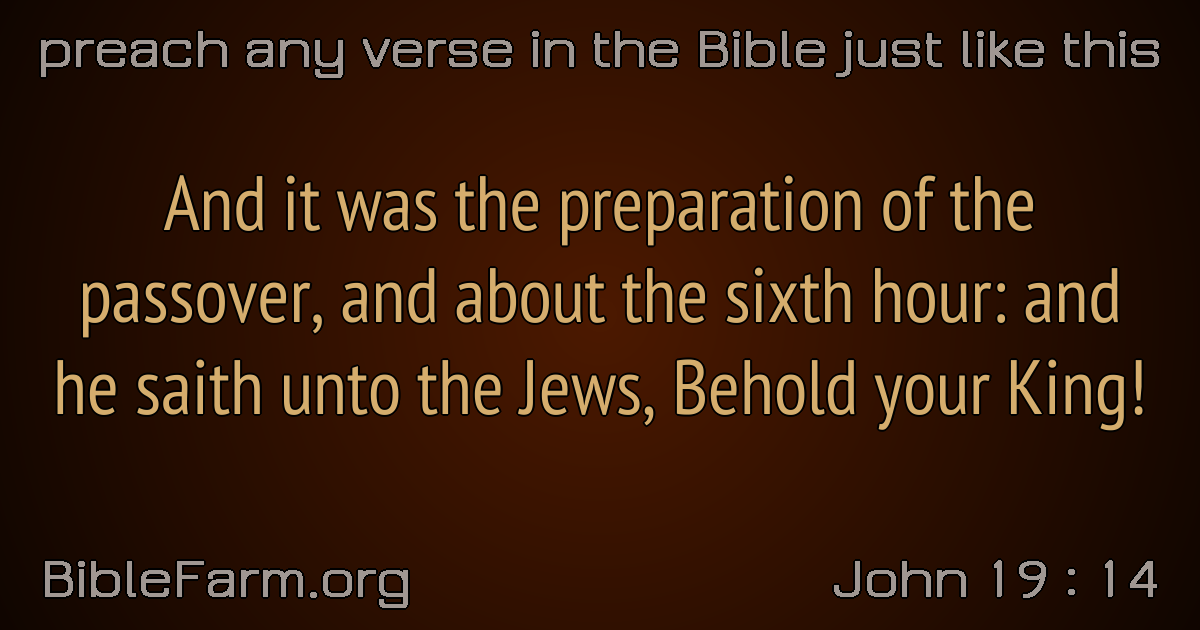 preach any verse in the Bible just like this
And it was the preparation of the
passover, and about the sixth hour: and
he saith unto the Jews, Behold your King!
BibleFarm.org
John 19 : 14